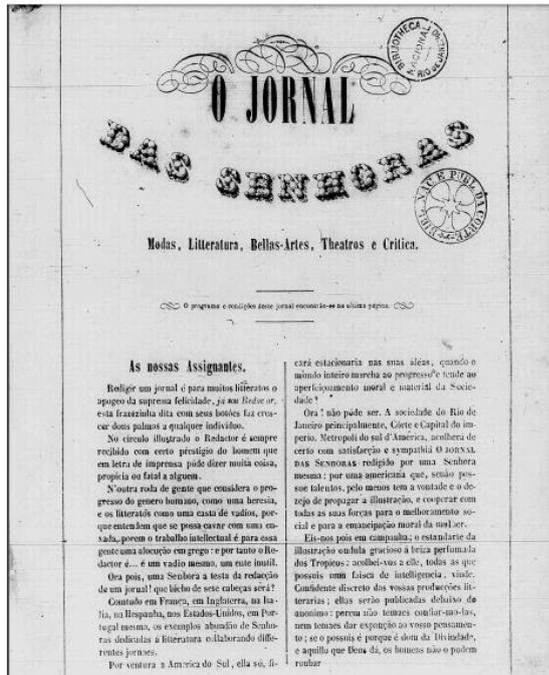 BIBLIOTHECA NACIONAL RIO DE JANEIRO
O JORNAL
DAS SENHORAS
BIBL. NAC. E PUBL. DA CORTE
Modas, Litteratura, Bellas-Artes, Theatros e Critica.
O programa e condições deste jornal encontrão-se na ultima pagina.
As nossas Assignantes.
Redigir um jornal é para muitos litteratos o
apogeo da suprema felicidade, já sou Redactor,
esta frazezinha dita com seus botões faz cres-
cer dous palmos a qualquer individuo.
No circulo illustrado o Redactor é sempre
recibido com certo préstigio do homem que
em letra de imprensa póde dizer muita coisa,
propicia ou fatal a alguem.
N'outra roda de gente que considera o pro-
gresso do genero humano, como uma heresia,
e os litteratos como uma casta de vadios, por-
que entendem que se possa cavar com uma en-
xada, porem o trabalho intellectual é para essa
gente uma alocução em grego: e por tanto o Re-
dactor é... é um vadio mesmo, um ente inutil.
Ora pois, uma Senhora a testa da redacção
de um jornal! que bicho de sete cabeças será?
Comtudo em França, em Inglaterra, na Ita-
lia, na Hespanha, nos Estados-Unidos, em Por-
tugal mesmo, os exemplos abundão de Senho-
ras dedicadas á litteratura collaborando diffe-
rentes jornaes.
Por ventura a America do Sul, ella só, fi-
cará estacionaria nas suas idéas, quando o
mundo inteiro marcha ao progresso e tende ao
aperfeiçoamento moral e material da Socie-
dade?
Ora! não póde ser. A sociedade do Rio de
Janeiro principalmente, Côrte e Capital do im-
perio, Metropoli do sul d'América, acolherá de
certo com satisfacção e sympathia O JORNAL
DAS SENHORAS redigido por uma Senhora
mesma: por uma americana que, senão pos-
sue talentos, pelo menos tem a vontade e o de-
zejo de propagar a illustração, e cooperar com
todas as suas forças para o melhoramento so-
cial e para a emancipação moral da mulher.
Eis-nos pois em campanha; o estandarte da
illustração ondula gracioso á briza perfumada
dos Tropicos: acolhei-vos a elle, todas as que
possuis uma faisca de intelligencia, vinde.
Confidente discreto das vossas producções lit-
terarias; ellas serão publicadas debaixo do
anonimo: porem não temaes confiar-mo-las,
nem temaes dar expanção ao vosso pensamen-
to; se o possuis é porque é dom da Divindade,
e aquillo que Deus dá, os homens não o podem
roubar